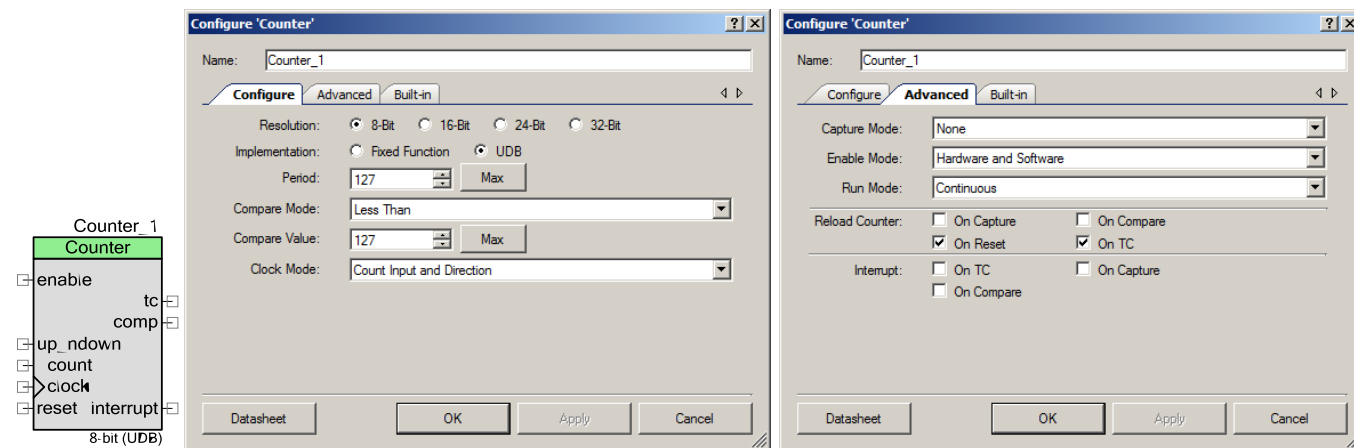 Counter_1
Counter
enable
tc
comp
up_ndown
count
clock
reset interrupt
8-bit (UDB)
Configure 'Counter'
Name: Counter_1
Configure Advanced Built-in
Resolution: 8-Bit 16-Bit 24-Bit 32-Bit
Implementation: Fixed Function UDB
Period: 127 Max
Compare Mode: Less Than
Compare Value: 127 Max
Clock Mode: Count Input and Direction
Datasheet OK Apply Cancel
Configure 'Counter'
Name: Counter_1
Configure Advanced Built-in
Capture Mode: None
Enable Mode: Hardware and Software
Run Mode: Continuous
Reload Counter: On Capture On Compare
On Reset On TC
Interrupt: On TC On Capture
On Compare
Datasheet OK Apply Cancel